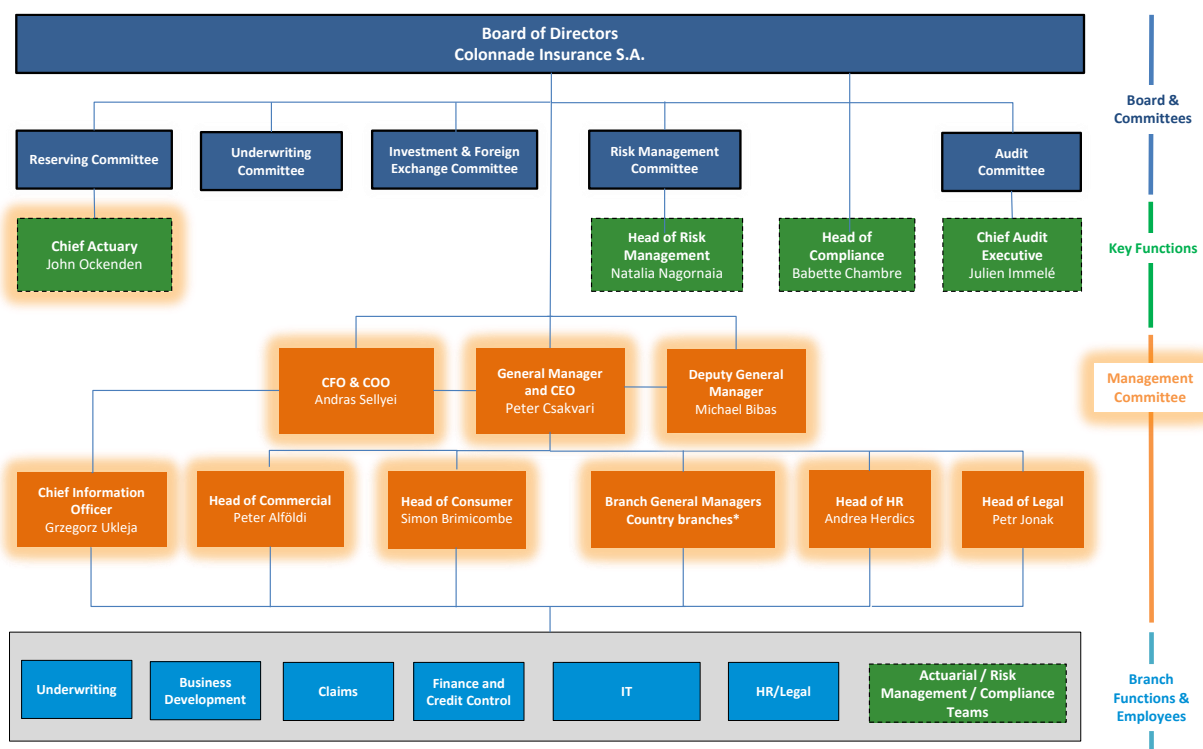 Board of Directors
Colonnade Insurance S.A.
Board &
Committees
Reserving Committee
Underwriting
Committee
Investment & Foreign
Exchange Committee
Risk Management
Committee
Audit
Committee
Chief Actuary
John Ockenden
Head of Risk
Management
Natalia Nagornaia
Head of
Compliance
Babette Chambre
Chief Audit
Executive
Julien Immelé
Key Functions
CFO & COO
Andras Sellyei
General Manager
and CEO
Peter Csakvari
Deputy General
Manager
Michael Bibas
Management
Committee
Chief Information
Officer
Grzegorz Ukleja
Head of Commercial
Peter Alföldi
Head of Consumer
Simon Brimicombe
Branch General Managers
Country branches*
Head of HR
Andrea Herdics
Head of Legal
Petr Jonak
Underwriting
Business
Development
Claims
Finance and
Credit Control
IT
HR/Legal
Actuarial / Risk
Management / Compliance
Teams
Branch
Functions &
Employees